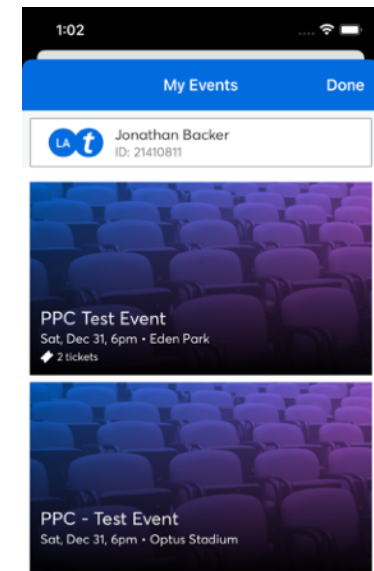 1:02
My Events Done
LA t Jonathan Backer
ID: 21410811
PPC Test Event
Sat, Dec 31, 6pm • Eden Park
2 tickets
PPC - Test Event
Sat, Dec 31, 6pm • Optus Stadium